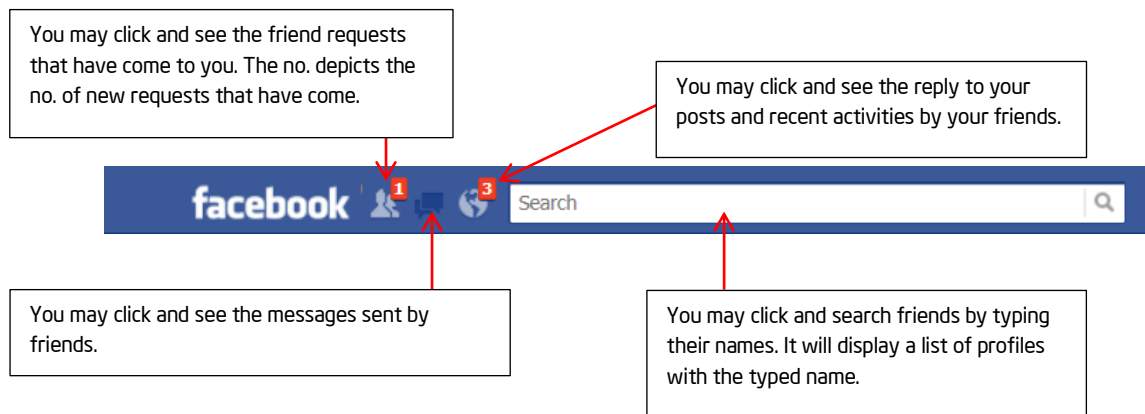 You may click and see the friend requests
that have come to you. The no. depicts the
no. of new requests that have come.
You may click and see the reply to your
posts and recent activities by your friends.
facebook 1 3 Search
You may click and see the messages sent by
friends.
You may click and search friends by typing
their names. It will display a list of profiles
with the typed name.